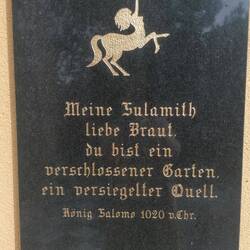 Meine Sulamith
liebe Braut,
du bist ein
verschlossener Garten,
ein versiegelter Quell.
König Salomo 1020 v.Chr.